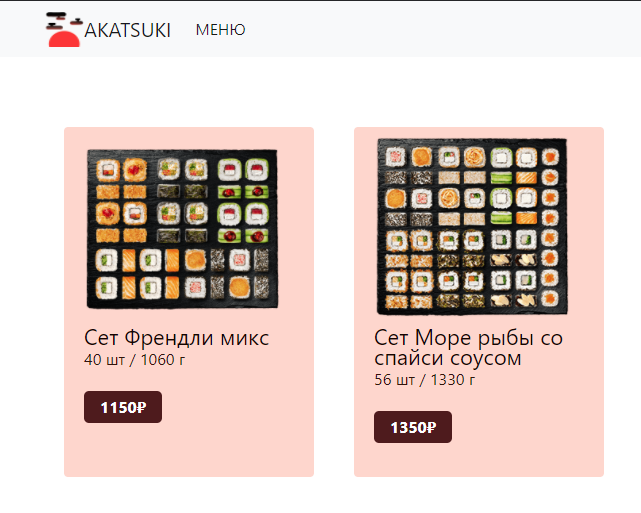 AKATSUKI МЕНЮ
Сет Френдли микс
40 шт / 1060 г
1150₽
Сет Море рыбы со
спайси соусом
56 шт / 1330 г
1350₽